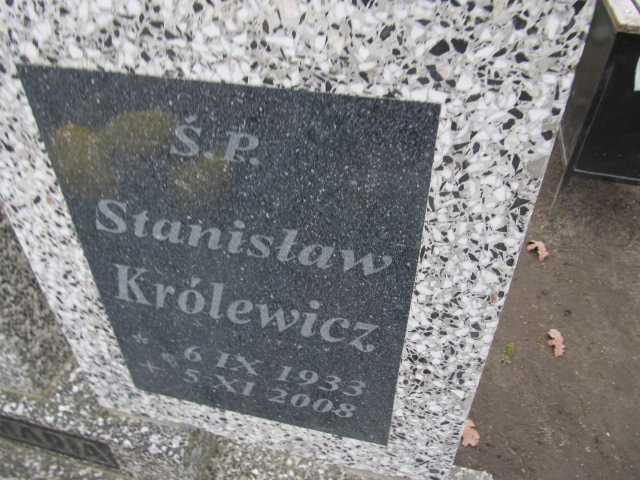 Ś.P.
Stanisław
Królewicz
* 6 IX 1933
+ 5 XI 2008